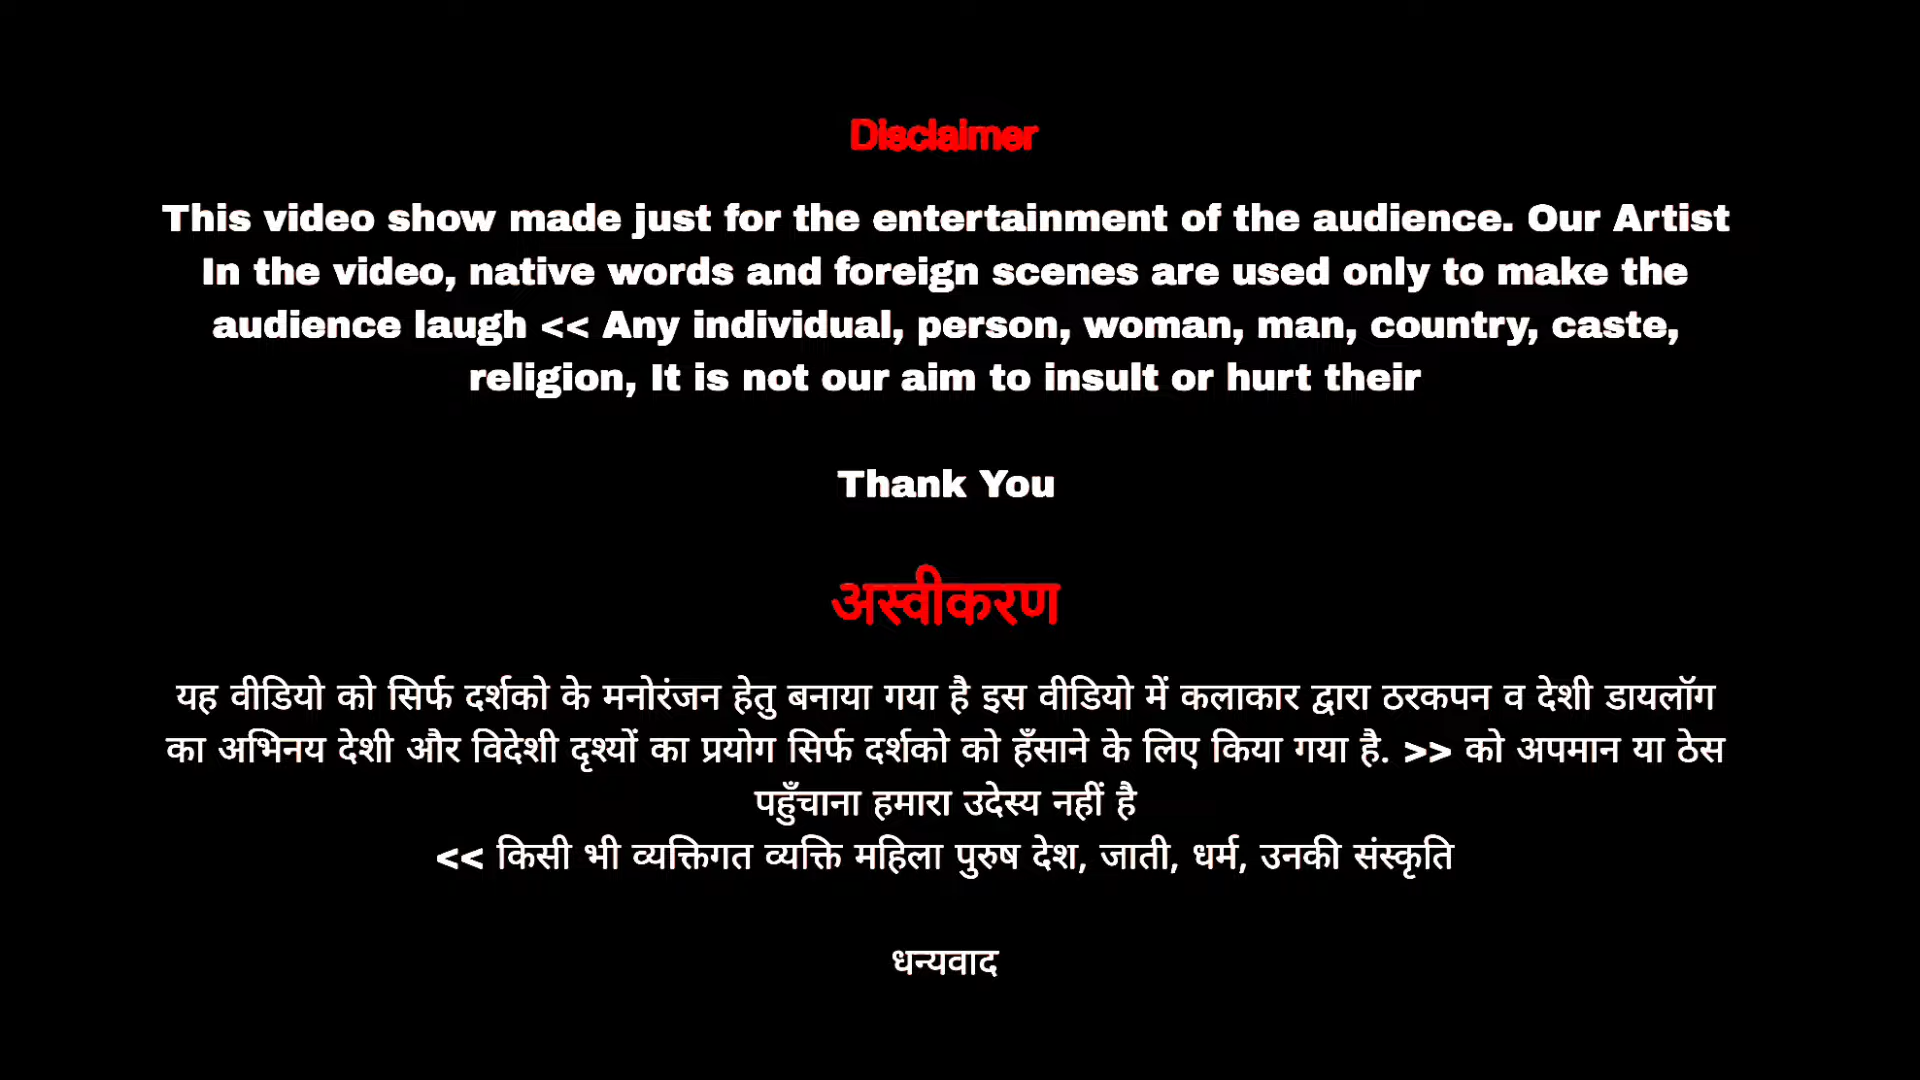 Disclaimer
This video show made just for the entertainment of the audience. Our Artist
In the video, native words and foreign scenes are used only to make the
audience laugh << Any individual, person, woman, man, country, caste,
religion, It is not our aim to insult or hurt their
Thank You
अस्वीकरण
यह वीडियो को सिर्फ दर्शको के मनोरंजन हेतु बनाया गया है इस वीडियो में कलाकार द्वारा ठरकपन व देशी डायलॉग
का अभिनय देशी और विदेशी दृश्यों का प्रयोग सिर्फ दर्शको को हँसाने के लिए किया गया है. >> को अपमान या ठेस
पहुँचाना हमारा उदेस्य नहीं है
<< किसी भी व्यक्तिगत व्यक्ति महिला पुरुष देश, जाती, धर्म, उनकी संस्कृति
धन्यवाद